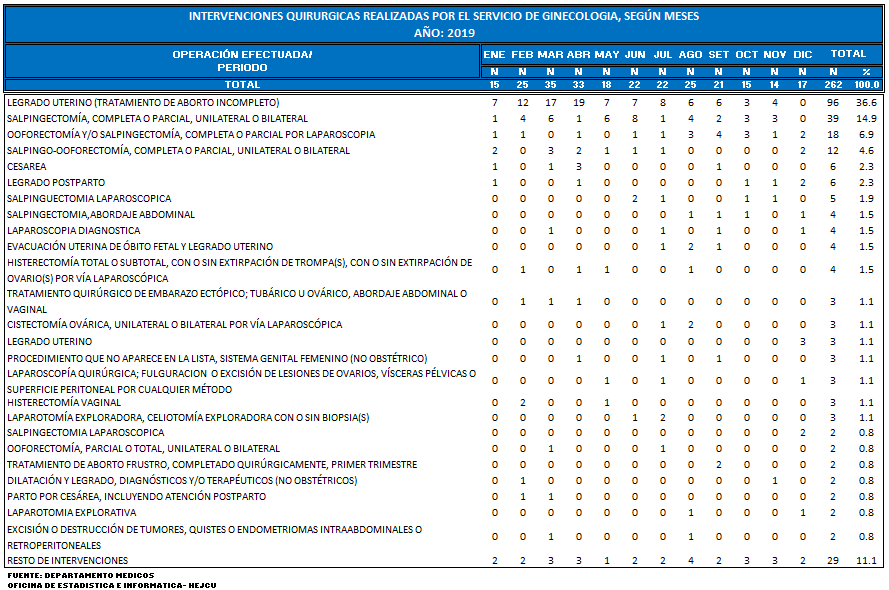 INTERVENCIONES QUIRURGICAS REALIZADAS POR EL SERVICIO DE GINECOLOGIA, SEGÚN MESES
AÑO: 2019
OPERACIÓN EFECTUADA/ PERIODO ENE FEB MAR ABR MAY JUN JUL AGO SET OCT NOV DIC TOTAL
N N N N N N N N N N N N N %
TOTAL 15 25 35 33 18 22 22 25 21 15 14 17 262 100.0
LEGRADO UTERINO (TRATAMIENTO DE ABORTO INCOMPLETO) 7 12 17 19 7 7 8 6 6 3 4 0 96 36.6
SALPINGECTOMÍA, COMPLETA O PARCIAL, UNILATERAL O BILATERAL 1 4 6 1 6 8 1 4 2 3 3 0 39 14.9
OOFORECTOMÍA Y/O SALPINGECTOMÍA, COMPLETA O PARCIAL POR LAPAROSCOPIA 1 1 0 1 0 1 1 3 4 3 1 2 18 6.9
SALPINGO-OOFORECTOMÍA, COMPLETA O PARCIAL, UNILATERAL O BILATERAL 2 0 3 2 1 1 1 0 0 0 0 2 12 4.6
CESAREA 1 0 1 3 0 0 0 0 1 0 0 0 6 2.3
LEGRADO POSTPARTO 1 0 0 1 0 0 0 0 0 1 1 2 6 2.3
SALPINGUECTOMIA LAPAROSCOPICA 0 0 0 0 0 2 1 0 0 1 1 0 5 1.9
SALPINGECTOMIA,ABORDAJE ABDOMINAL 0 0 0 0 0 0 0 1 1 1 0 1 4 1.5
LAPAROSCOPIA DIAGNOSTICA 0 0 1 0 0 0 1 0 1 0 0 1 4 1.5
EVACUACIÓN UTERINA DE ÓBITO FETAL Y LEGRADO UTERINO 0 0 0 0 0 0 1 2 1 0 0 0 4 1.5
HISTERECTOMÍA TOTAL O SUBTOTAL, CON O SIN EXTIRPACIÓN DE TROMPA(S), CON O SIN EXTIRPACIÓN DE
OVARIO(S) POR VÍA LAPAROSCÓPICA 0 1 0 1 1 0 0 1 0 0 0 0 4 1.5
TRATAMIENTO QUIRÚRGICO DE EMBARAZO ECTÓPICO; TUBÁRICO U OVÁRICO, ABORDAJE ABDOMINAL O
VAGINAL 0 1 1 1 0 0 0 0 0 0 0 0 3 1.1
CISTECTOMÍA OVÁRICA, UNILATERAL O BILATERAL POR VÍA LAPAROSCÓPICA 0 0 0 0 0 0 1 2 0 0 0 0 3 1.1
LEGRADO UTERINO 0 0 0 0 0 0 0 0 0 0 0 3 3 1.1
PROCEDIMIENTO QUE NO APARECE EN LA LISTA, SISTEMA GENITAL FEMENINO (NO OBSTÉTRICO) 0 0 0 1 0 0 1 0 1 0 0 0 3 1.1
LAPAROSCOPÍA QUIRÚRGICA; FULGURACION O EXCISIÓN DE LESIONES DE OVARIOS, VÍSCERAS PÉLVICAS O
SUPERFICIE PERITONEAL POR CUALQUIER MÉTODO 0 0 0 0 1 0 1 0 0 0 0 1 3 1.1
HISTERECTOMÍA VAGINAL 0 2 0 0 1 0 0 0 0 0 0 0 3 1.1
LAPAROTOMÍA EXPLORADORA, CELIOTOMÍA EXPLORADORA CON O SIN BIOPSIA(S) 0 0 0 0 0 1 2 0 0 0 0 0 3 1.1
SALPINGECTOMIA LAPAROSCOPICA 0 0 0 0 0 0 0 0 0 0 0 2 2 0.8
OOFORECTOMÍA, PARCIAL O TOTAL, UNILATERAL O BILATERAL 0 0 1 0 0 0 1 0 0 0 0 0 2 0.8
TRATAMIENTO DE ABORTO FRUSTRO, COMPLETADO QUIRÚRGICAMENTE, PRIMER TRIMESTRE 0 0 0 0 0 0 0 0 2 0 0 0 2 0.8
DILATACIÓN Y LEGRADO, DIAGNÓSTICOS Y/O TERAPÉUTICOS (NO OBSTÉTRICOS) 0 1 0 0 0 0 0 0 0 0 1 0 2 0.8
PARTO POR CESÁREA, INCLUYENDO ATENCIÓN POSTPARTO 0 1 1 0 0 0 0 0 0 0 0 0 2 0.8
LAPAROTOMIA EXPLORATIVA 0 0 0 0 0 0 0 1 0 0 0 1 2 0.8
EXCISIÓN O DESTRUCCIÓN DE TUMORES, QUISTES O ENDOMETRIOMAS INTRAABDOMINALES O
RETROPERITONEALES 0 0 1 0 0 0 0 1 0 0 0 0 2 0.8
RESTO DE INTERVENCIONES 2 2 3 3 1 2 2 4 2 3 3 2 29 11.1
FUENTE: DEPARTAMENTO MEDICOS
OFICINA DE ESTADISTICA E INFORMATICA- HEJCU